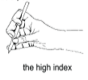 the high index